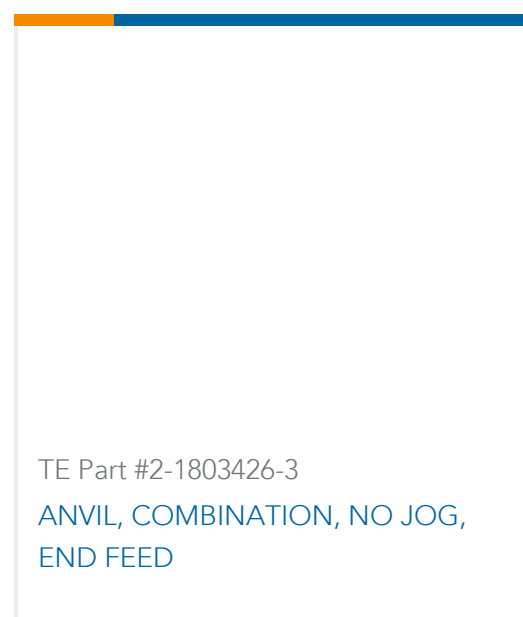 TE Part #2-1803426-3
ANVIL, COMBINATION, NO JOG,
END FEED